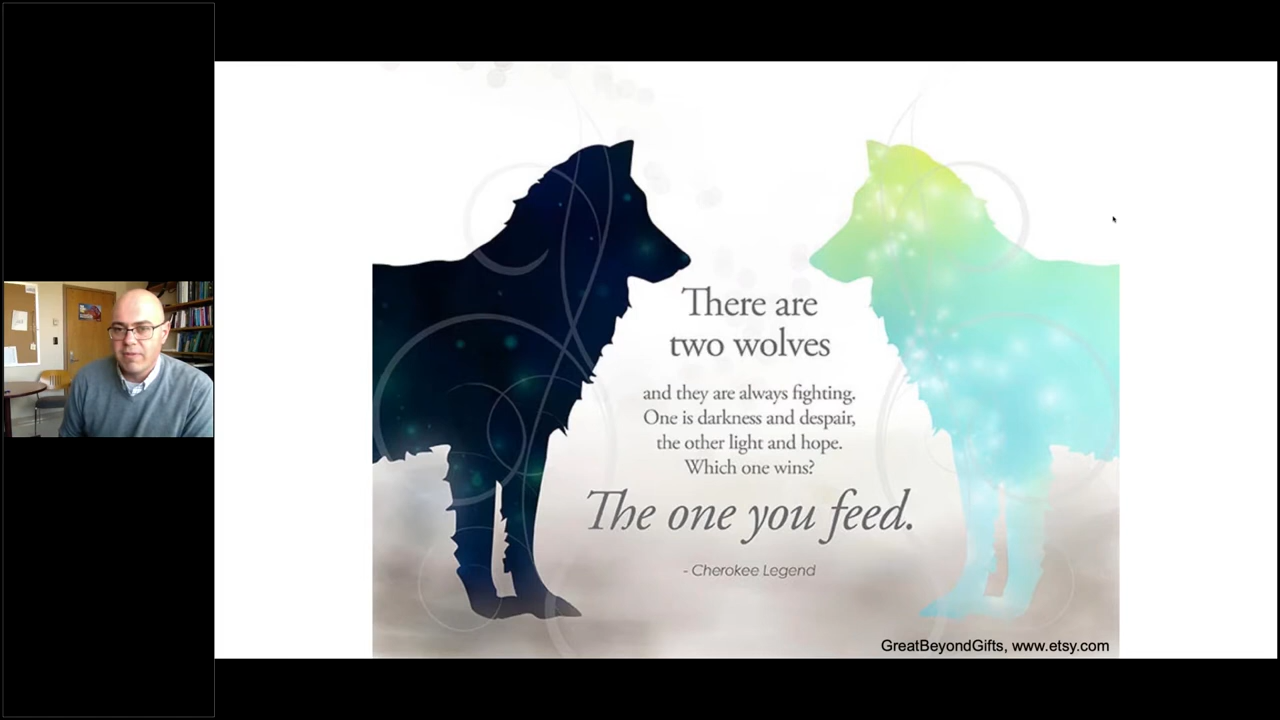 There are
two wolves
and they are always fighting.
One is darkness and despair,
the other light and hope.
Which one wins?
The one you feed.
- Cherokee Legend
GreatBeyondGifts, www.etsy.com